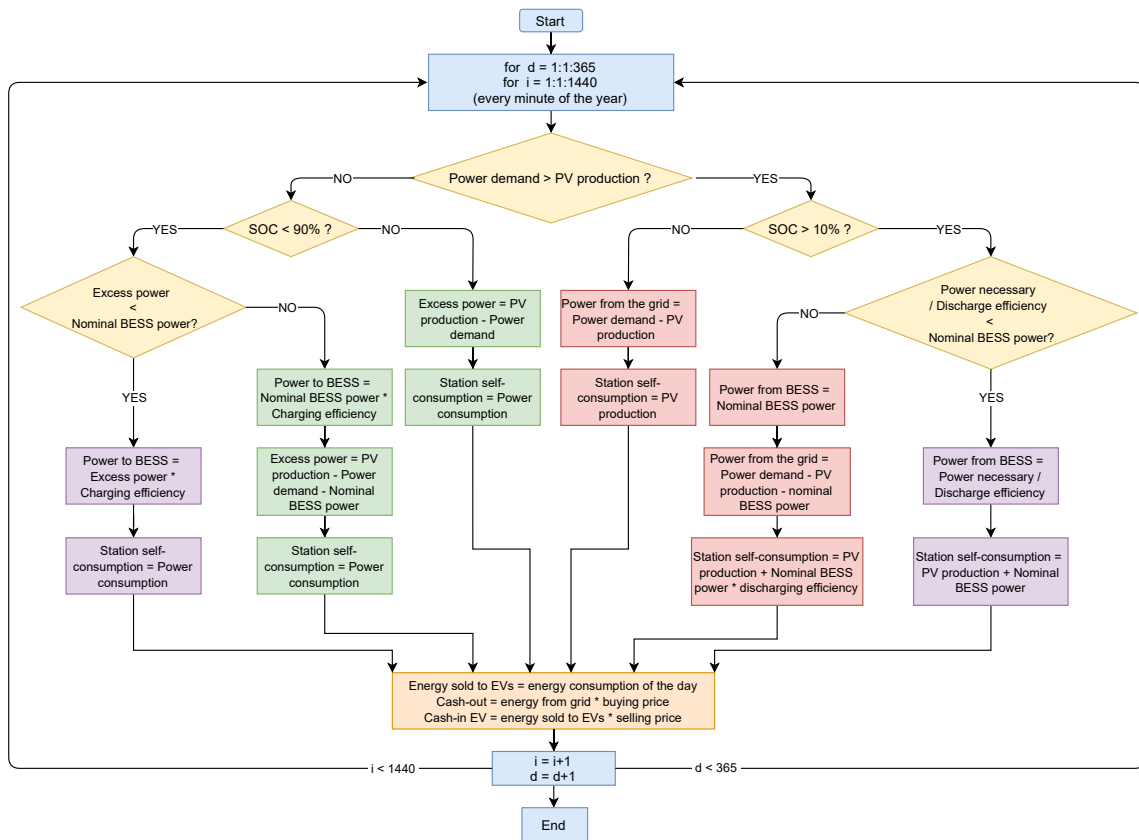 Start
for d = 1:1:365
for i = 1:1:1440
(every minute of the year)
Power demand > PV production ?
NO
YES
SOC < 90% ?
SOC > 10% ?
YES
NO
NO
YES
Excess power
<
Nominal BESS power?
Excess power = PV
production - Power
demand
Power from the grid =
Power demand - PV
production
Power necessary
/ Discharge efficiency
<
Nominal BESS power?
NO
NO
YES
Power to BESS =
Nominal BESS power *
Charging efficiency
Station self-
consumption = Power
consumption
Station self-
consumption = PV
production
Power from BESS =
Nominal BESS power
YES
Power to BESS =
Excess power *
Charging efficiency
Excess power = PV
production - Power
demand - Nominal
BESS power
Power from the grid
= Power demand - PV
production - nominal
BESS power
Power from BESS =
Power necessary /
Discharge efficiency
Station self-
consumption = Power
consumption
Station self-
consumption = Power
consumption
Station self-consumption = PV
production + Nominal BESS
power * discharging efficiency
Station self-consumption =
PV production + Nominal
BESS power
Energy sold to EVs = energy consumption of the day
Cash-out = energy from grid * buying price
Cash-in EV = energy sold to EVs * selling price
i = i+1
d = d+1
i < 1440
d < 365
End